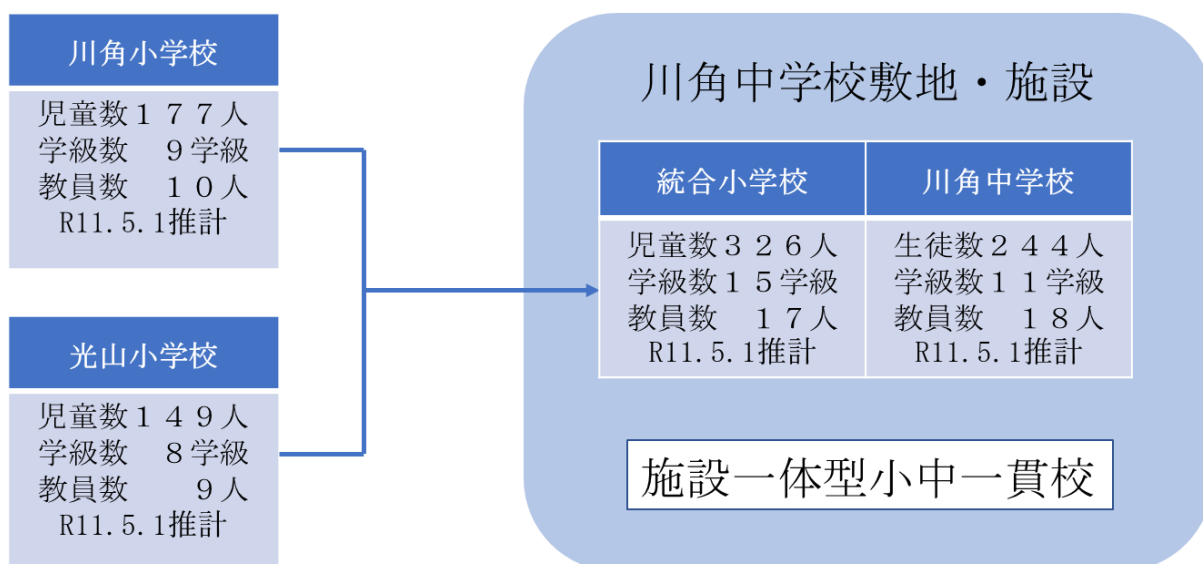 川角小学校
児童数１７７人
学級数　９学級
教員数　１０人
R11.5.1推計
光山小学校
児童数１４９人
学級数　８学級
教員数　　９人
R11.5.1推計
川角中学校敷地・施設
統合小学校
児童数３２６人
学級数１５学級
教員数　１７人
R11.5.1推計
川角中学校
生徒数２４４人
学級数１１学級
教員数　１８人
R11.5.1推計
施設一体型小中一貫校